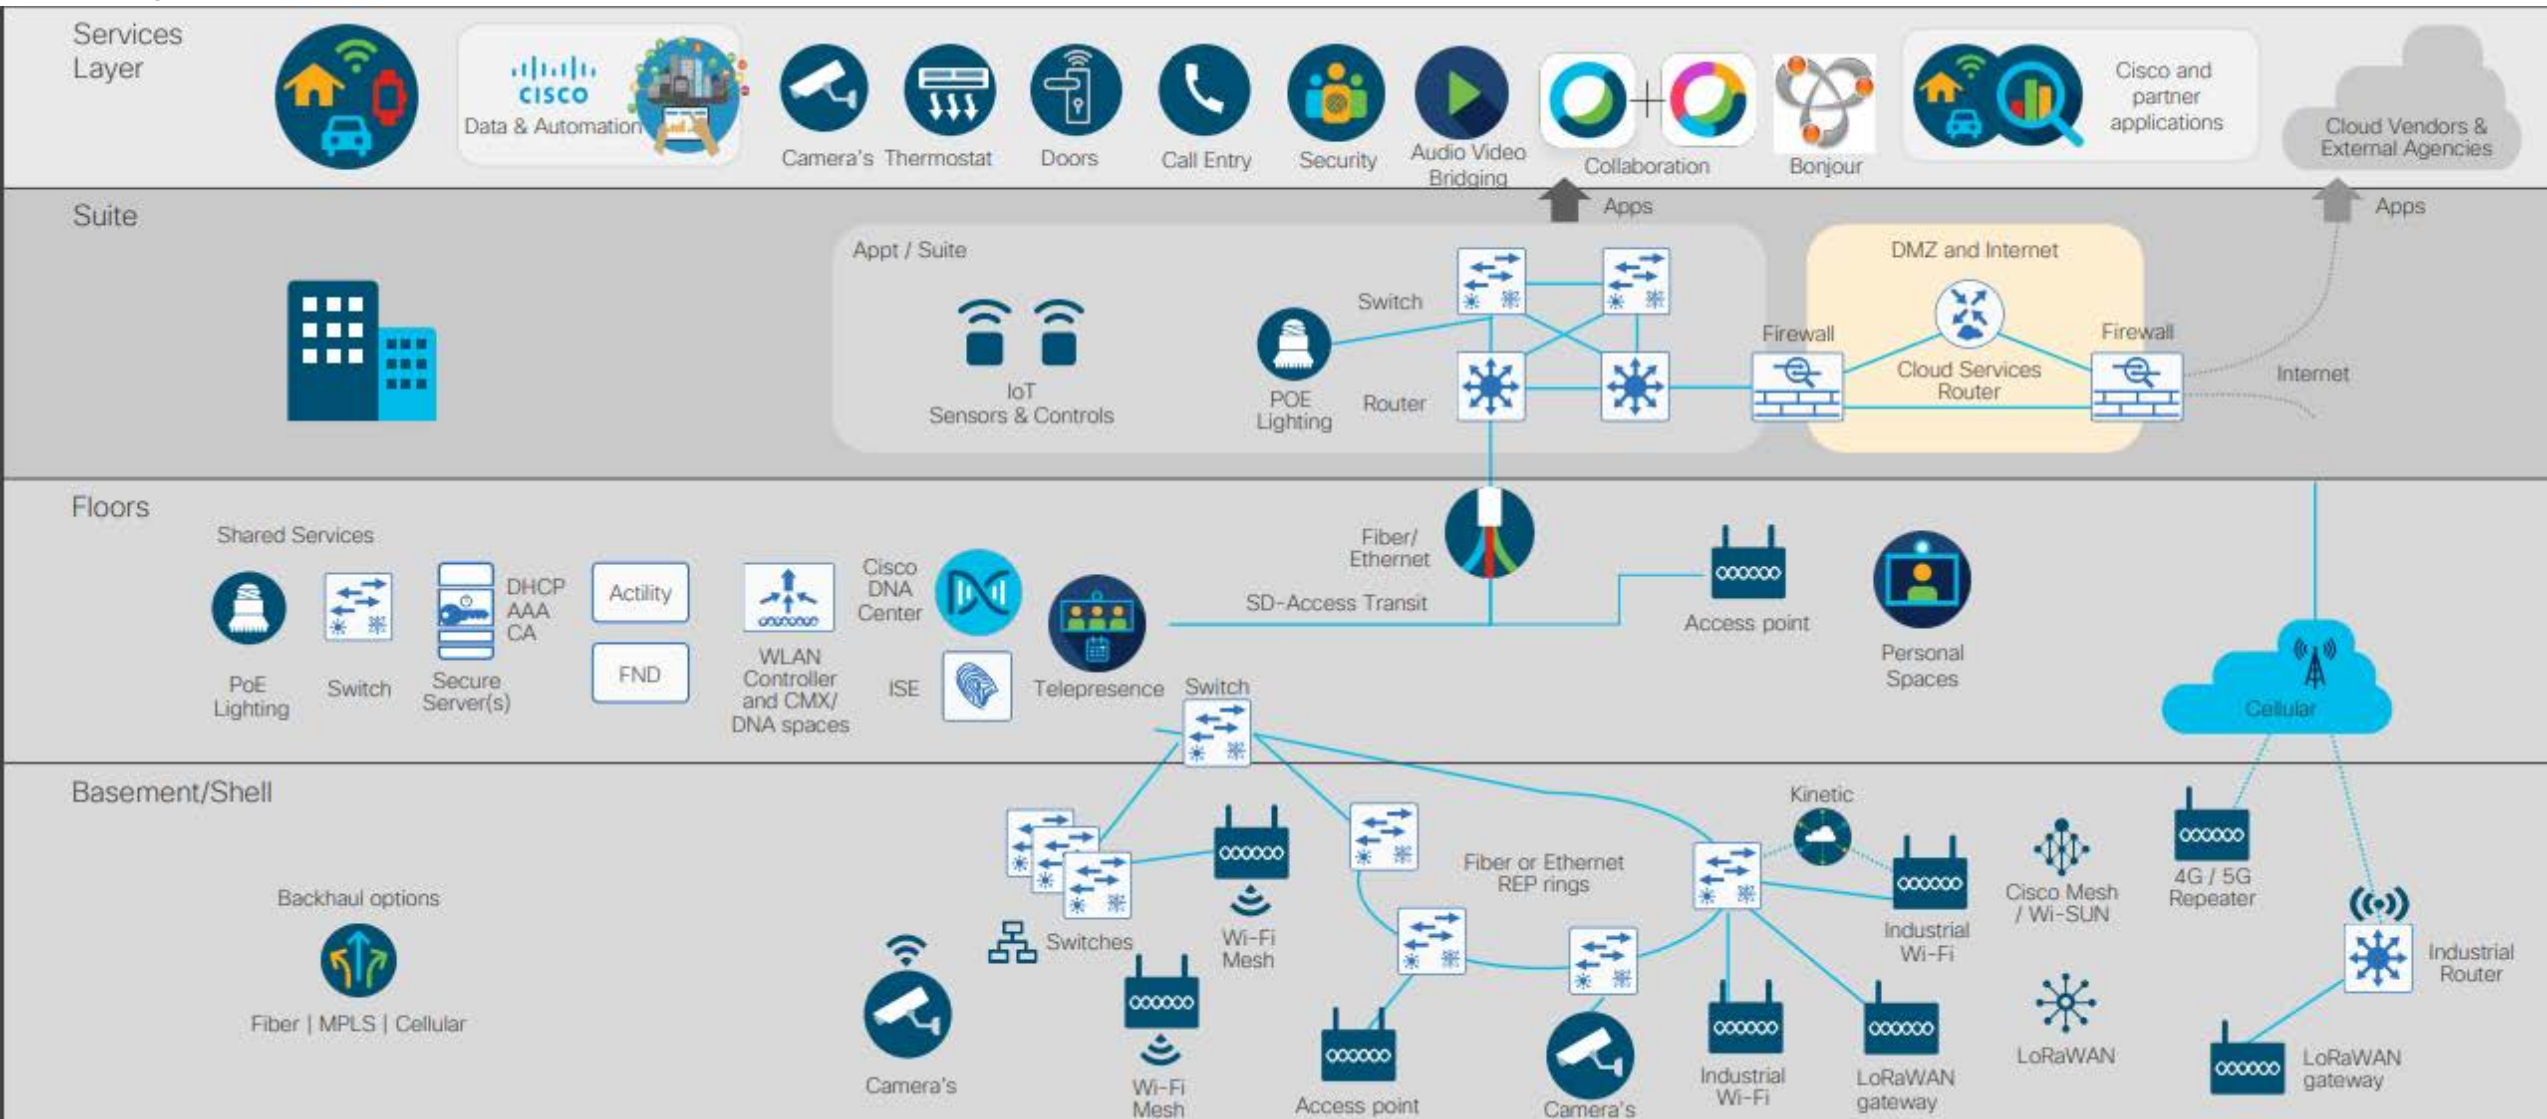 Services
Layer
CISCO
Data & Automation
Camera's
Thermostat
Doors
Call Entry
Security
Audio Video
Bridging
Collaboration
Bonjour
Cisco and
partner
applications
Cloud Vendors &
External Agencies
Apps
Apps
Suite
Appt / Suite
IoT
Sensors & Controls
POE
Lighting
Switch
Router
Firewall
DMZ and Internet
Cloud Services
Router
Firewall
Internet
Floors
Shared Services
PoE
Lighting
Switch
Secure
Server(s)
DHCP
AAA
CA
Actility
FND
WLAN
Controller
and CMX/
DNA spaces
Cisco
DNA
Center
ISE
Telepresence
Switch
Fiber/
Ethernet
SD-Access Transit
Access point
Personal
Spaces
Cellular
Basement/Shell
Backhaul options
Fiber | MPLS | Cellular
Camera's
Switches
Wi-Fi
Mesh
Wi-Fi
Mesh
Fiber or Ethernet
REP rings
Access point
Camera's
Kinetic
Industrial
Wi-Fi
Industrial
Wi-Fi
LoRaWAN
gateway
Cisco Mesh
/ Wi-SUN
LoRaWAN
4G / 5G
Repeater
Industrial
Router
LoRaWAN
gateway